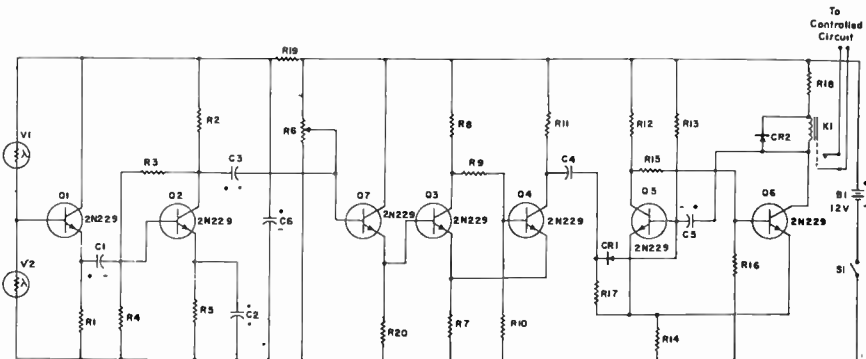 To
Controlled
Circuit
R19
R18
V1
λ
R2
R6
R8
R11
R12
R13
CR2
K1
R3
C3
R9
C4
R15
Q1
2N229
Q2
2N229
C6
Q7
2N229
Q3
2N229
Q4
2N229
Q5
2N229
C5
Q6
2N229
B1
12V
C1
V2
λ
CR1
R17
R16
S1
R1
R4
R5
C2
R20
R7
R10
R14